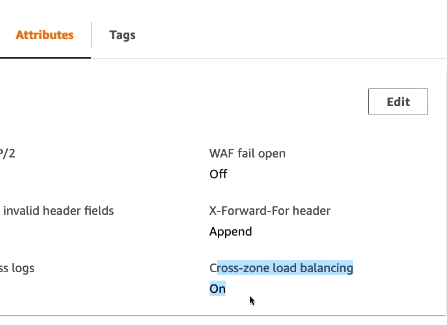 Attributes
Tags
Edit
P/2
WAF fail open
Off
invalid header fields
X-Forward-For header
Append
ss logs
Cross-zone load balancing
On